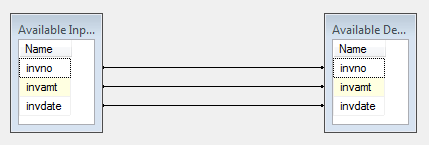 Available Inp...
Name
invno
invamt
invdate
Available De...
Name
invno
invamt
invdate